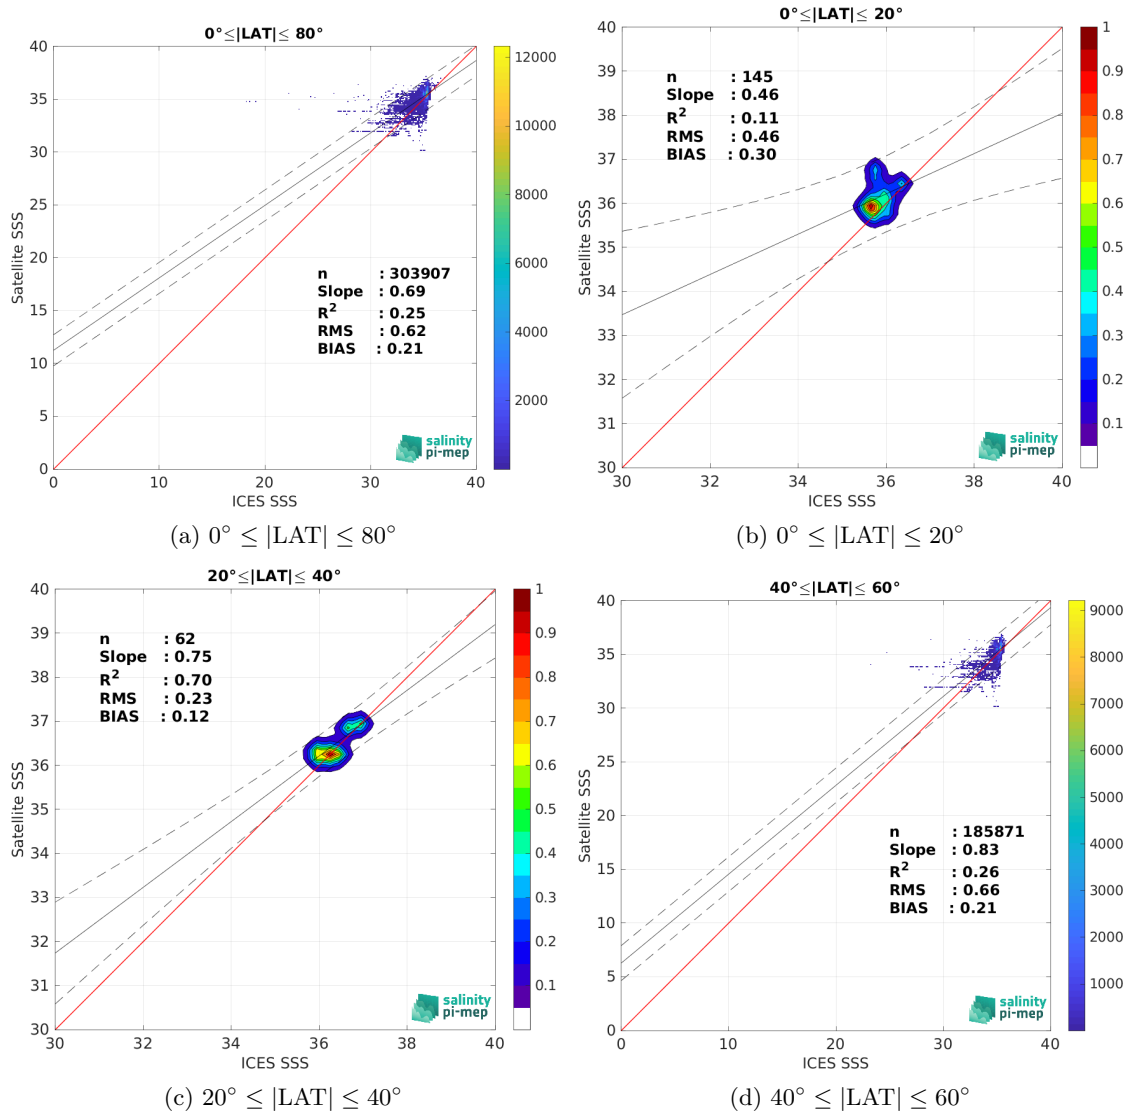 0°≤|LAT|≤ 80°
40
35
30
25
20
15
10
5
0
0
10
20
30
40
Satellite SSS
ICES SSS
n : 303907
Slope : 0.69
R² : 0.25
RMS : 0.62
BIAS : 0.21
salinity
pi-mep
12000
10000
8000
6000
4000
2000
(a) 0° ≤ |LAT| ≤ 80°
0°≤|LAT|≤ 20°
40
39
38
37
36
35
34
33
32
31
30
30
32
34
36
38
40
Satellite SSS
ICES SSS
n : 145
Slope : 0.46
R² : 0.11
RMS : 0.46
BIAS : 0.30
salinity
pi-mep
1
0.9
0.8
0.7
0.6
0.5
0.4
0.3
0.2
0.1
(b) 0° ≤ |LAT| ≤ 20°
20°≤|LAT|≤ 40°
40
39
38
37
36
35
34
33
32
31
30
30
32
34
36
38
40
Satellite SSS
ICES SSS
n : 62
Slope : 0.75
R² : 0.70
RMS : 0.23
BIAS : 0.12
salinity
pi-mep
1
0.9
0.8
0.7
0.6
0.5
0.4
0.3
0.2
0.1
(c) 20° ≤ |LAT| ≤ 40°
40°≤|LAT|≤ 60°
40
35
30
25
20
15
10
5
0
0
10
20
30
40
Satellite SSS
ICES SSS
n : 185871
Slope : 0.83
R² : 0.26
RMS : 0.66
BIAS : 0.21
salinity
pi-mep
9000
8000
7000
6000
5000
4000
3000
2000
1000
(d) 40° ≤ |LAT| ≤ 60°